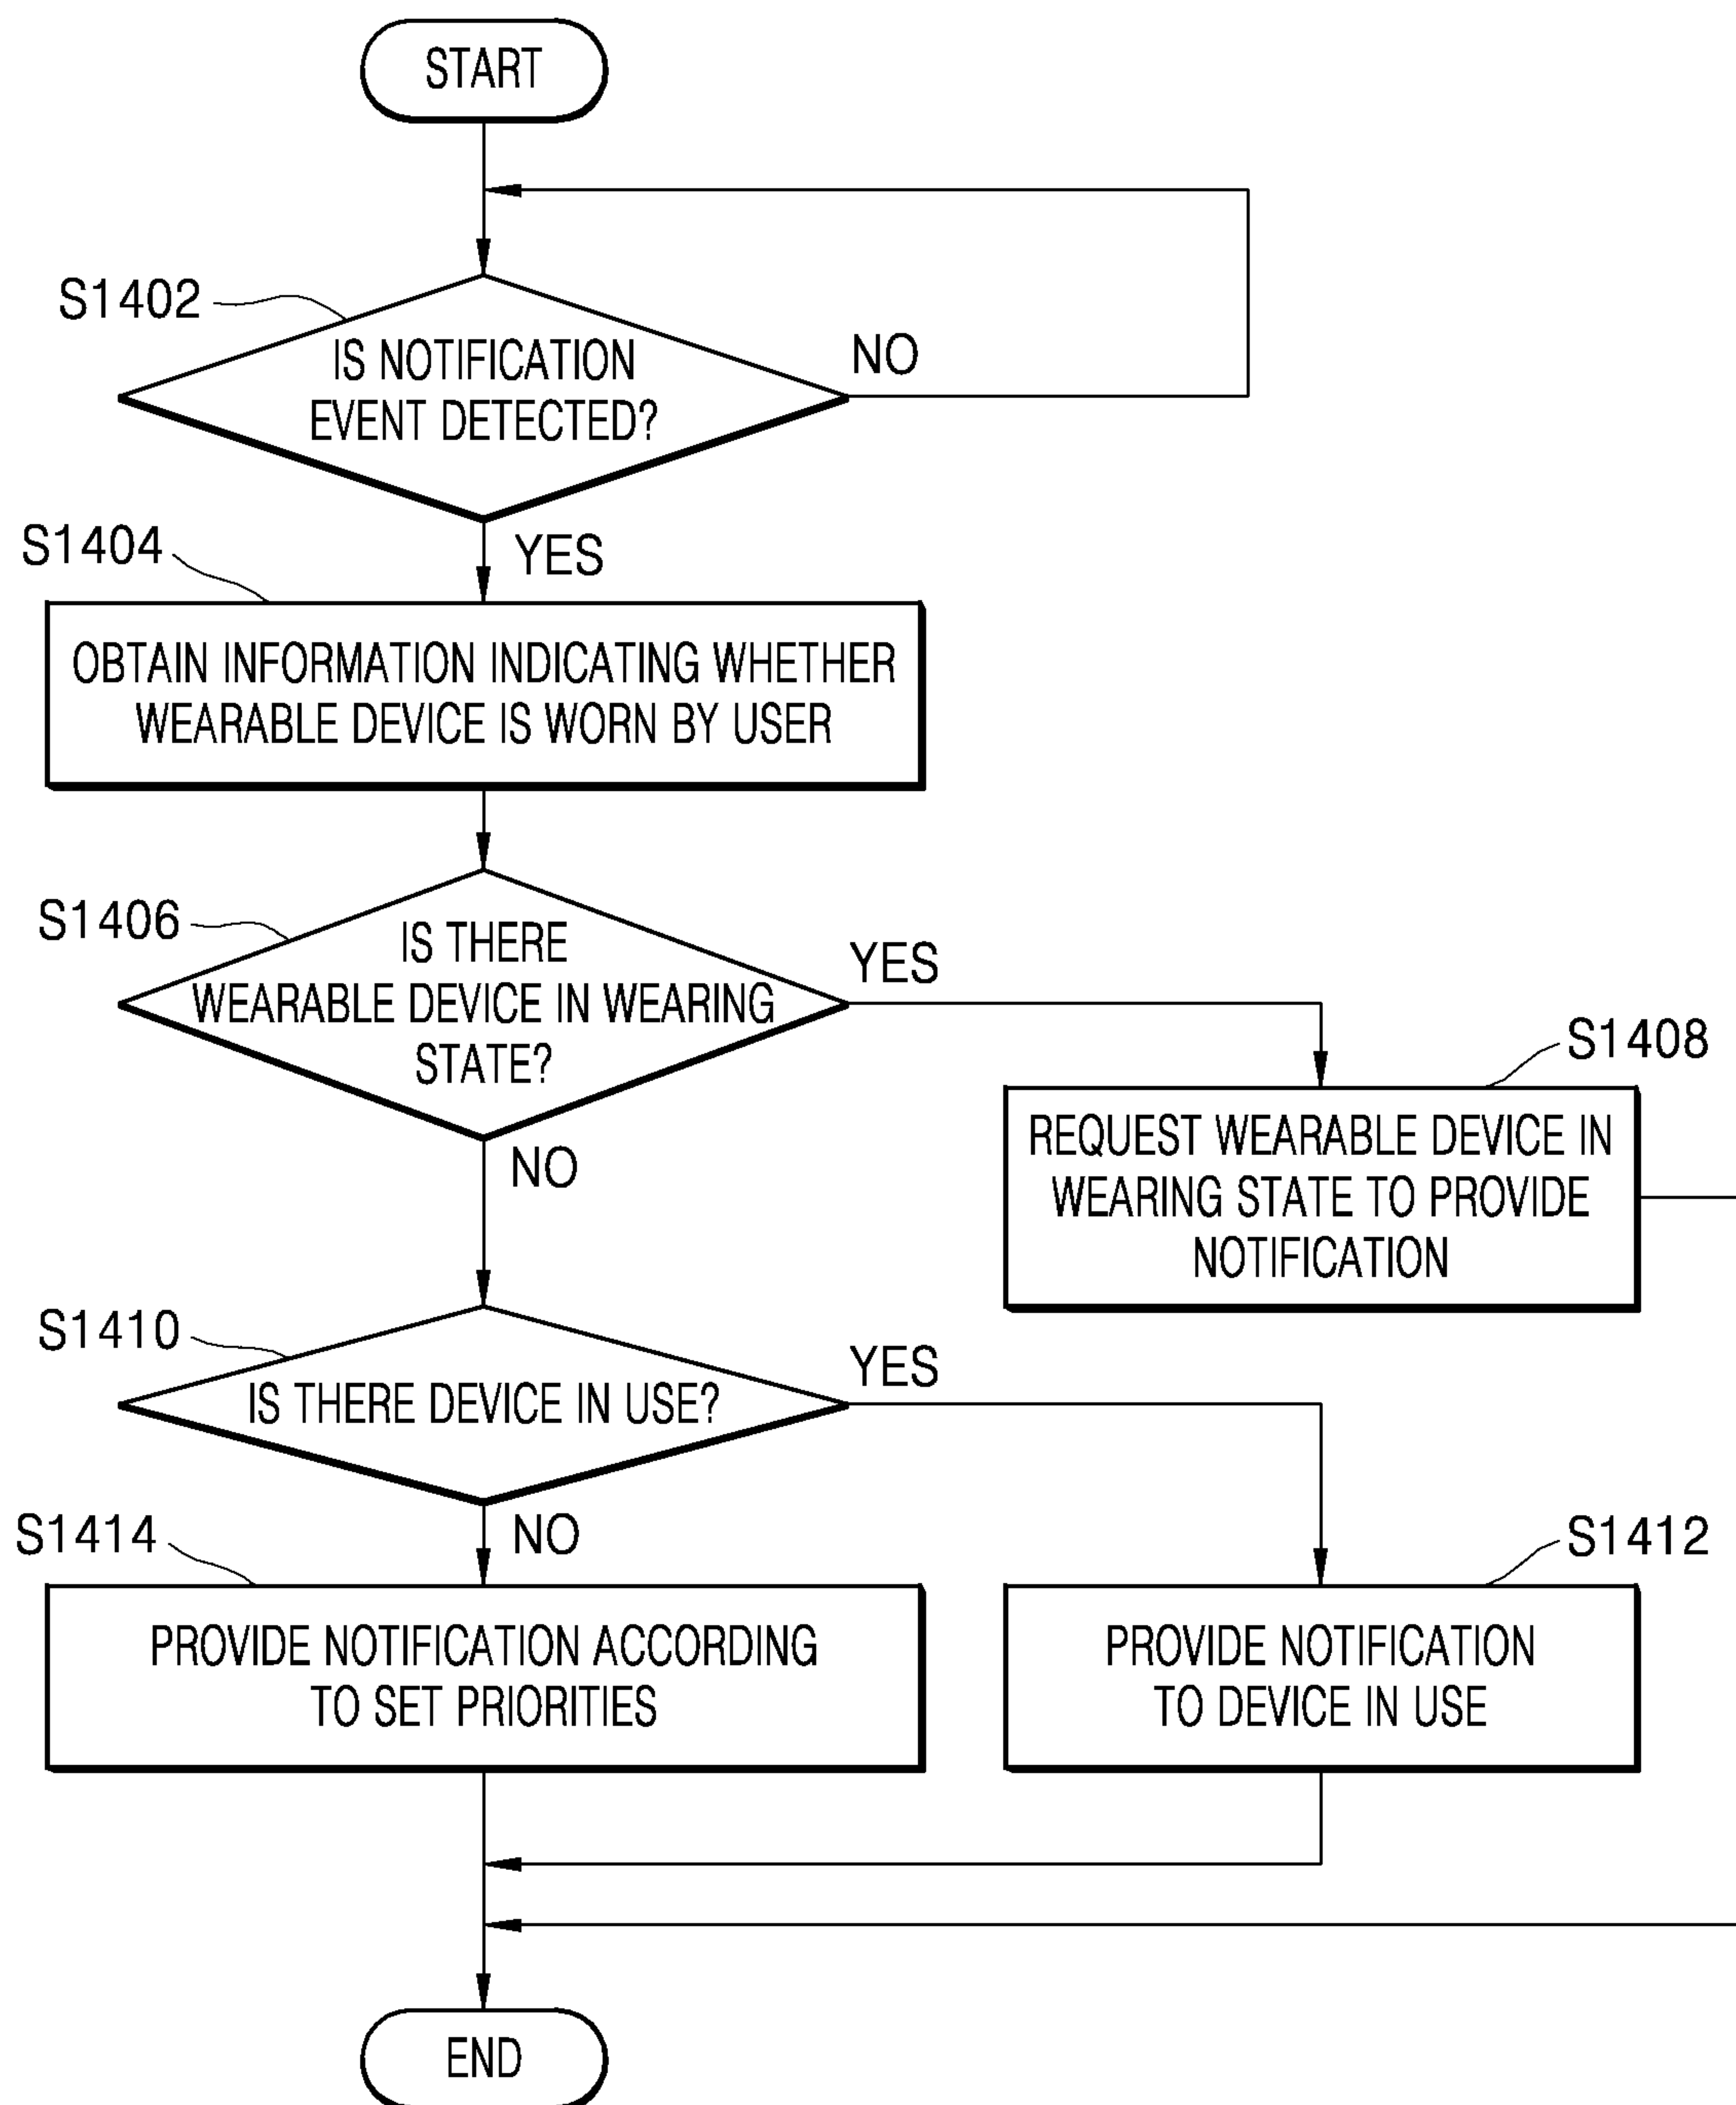 START
S1402
IS NOTIFICATION
EVENT DETECTED?
NO
YES
S1404
OBTAIN INFORMATION INDICATING WHETHER
WEARABLE DEVICE IS WORN BY USER
S1406
IS THERE
WEARABLE DEVICE IN WEARING
STATE?
YES
NO
S1408
REQUEST WEARABLE DEVICE IN
WEARING STATE TO PROVIDE
NOTIFICATION
S1410
IS THERE DEVICE IN USE?
YES
NO
S1414
PROVIDE NOTIFICATION ACCORDING
TO SET PRIORITIES
S1412
PROVIDE NOTIFICATION
TO DEVICE IN USE
END